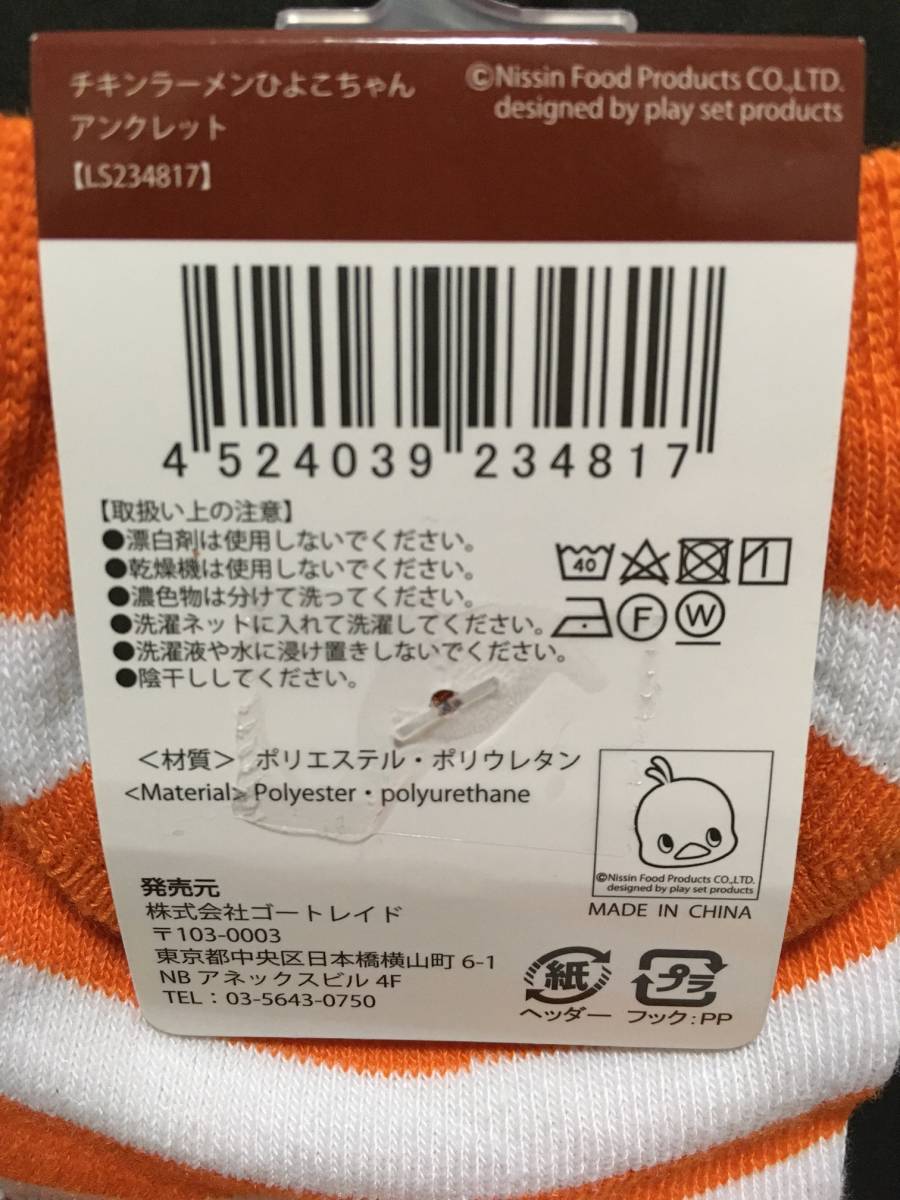 チキンラーメンひよこちゃん
アンクレット
【LS234817】
©Nissin Food Products CO.,LTD.
designed by play set products
4 524039 234817
【取扱い上の注意】
●漂白剤は使用しないでください。
●乾燥機は使用しないでください。
●濃色物は分けて洗ってください。
●洗濯ネットに入れて洗濯してください。
●洗濯液や水に浸け置きしないでください。
●陰干ししてください。
40
F
W
＜材質＞ ポリエステル・ポリウレタン
<Material> Polyester・polyurethane
©Nissin Food Products CO.,LTD.
designed by play set products
MADE IN CHINA
発売元
株式会社ゴートレイド
〒103-0003
東京都中央区日本橋横山町 6-1
NB アネックスビル 4F
TEL：03-5643-0750
紙
ヘッダー
プラ
フック:PP